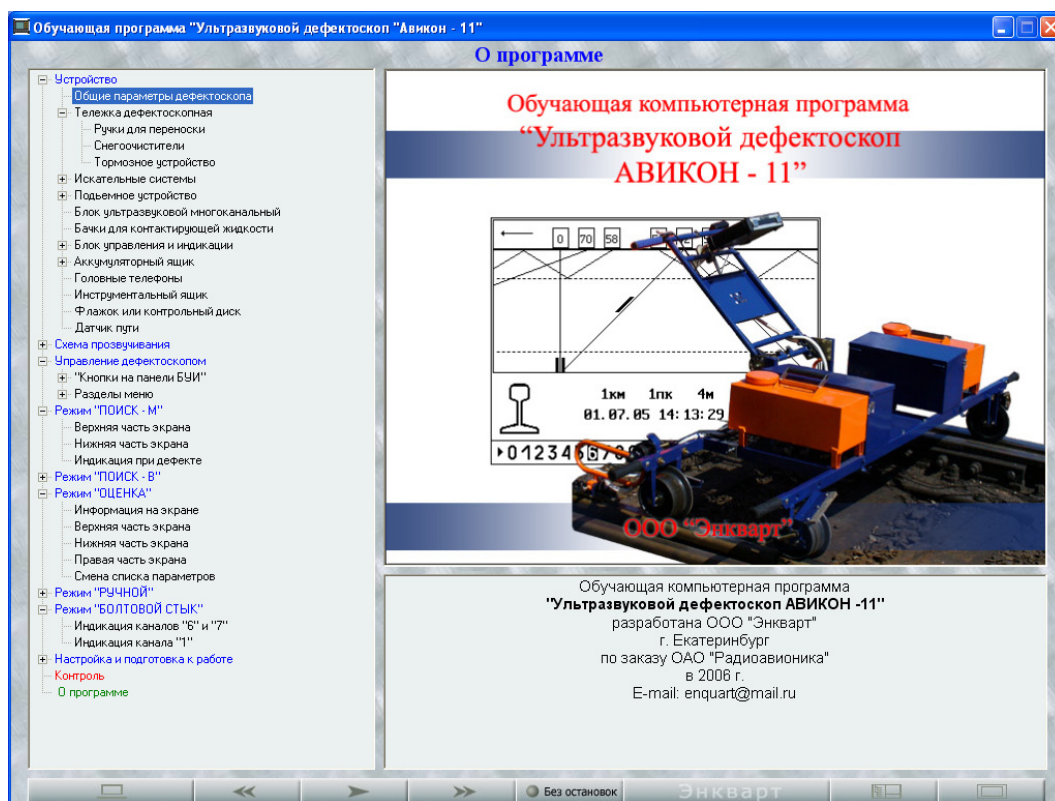 Обучающая программа "Ультразвуковой дефектоскоп "Авикон - 11"
О программе
Устройство
Общие параметры дефектоскопа
Тележка дефектоскопная
Ручки для переноски
Снегоочистители
Тормозное устройство
Искательные системы
Подьемное устройство
Блок ультразвуковой многоканальный
Бачки для контактирующей жидкости
Блок управления и индикации
Аккумуляторный ящик
Головные телефоны
Инструментальный ящик
Флажок или контрольный диск
Датчик пути
Схема прозвучивания
Управление дефектоскопом
"Кнопки на панели БУИ"
Разделы меню
Режим "ПОИСК - М"
Верхняя часть экрана
Нижняя часть экрана
Индикация при дефекте
Режим "ПОИСК - В"
Режим "ОЦЕНКА"
Информация на экране
Верхняя часть экрана
Нижняя часть экрана
Правая часть экрана
Смена списка параметров
Режим "РУЧНОЙ"
Режим "БОЛТОВОЙ СТЫК"
Индикация каналов "6" и "7"
Индикация канала "1"
Настройка и подготовка к работе
Контроль
О программе
Обучающая компьютерная программа
“Ультразвуковой дефектоскоп
АВИКОН - 11”
0 70 58
1км 1пк 4м
01.07.05 14:13:29
012345678
ООО “Энкварт”
Обучающая компьютерная программа
"Ультразвуковой дефектоскоп АВИКОН -11"
разработана ООО "Энкварт"
г. Екатеринбург
по заказу ОАО "Радиоавионика"
в 2006 г.
E-mail: enquart@mail.ru
Без остановок
Энкварт